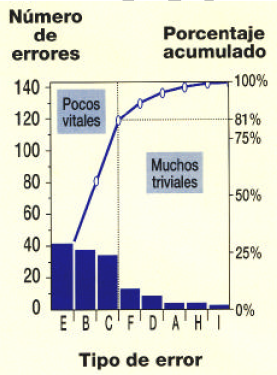 Número
de
errores
Porcentaje
acumulado
140
120
100
80
60
40
20
0
Pocos
vitales
Muchos
triviales
100%
81%
75%
50%
25%
0%
E B C F D A H I
Tipo de error